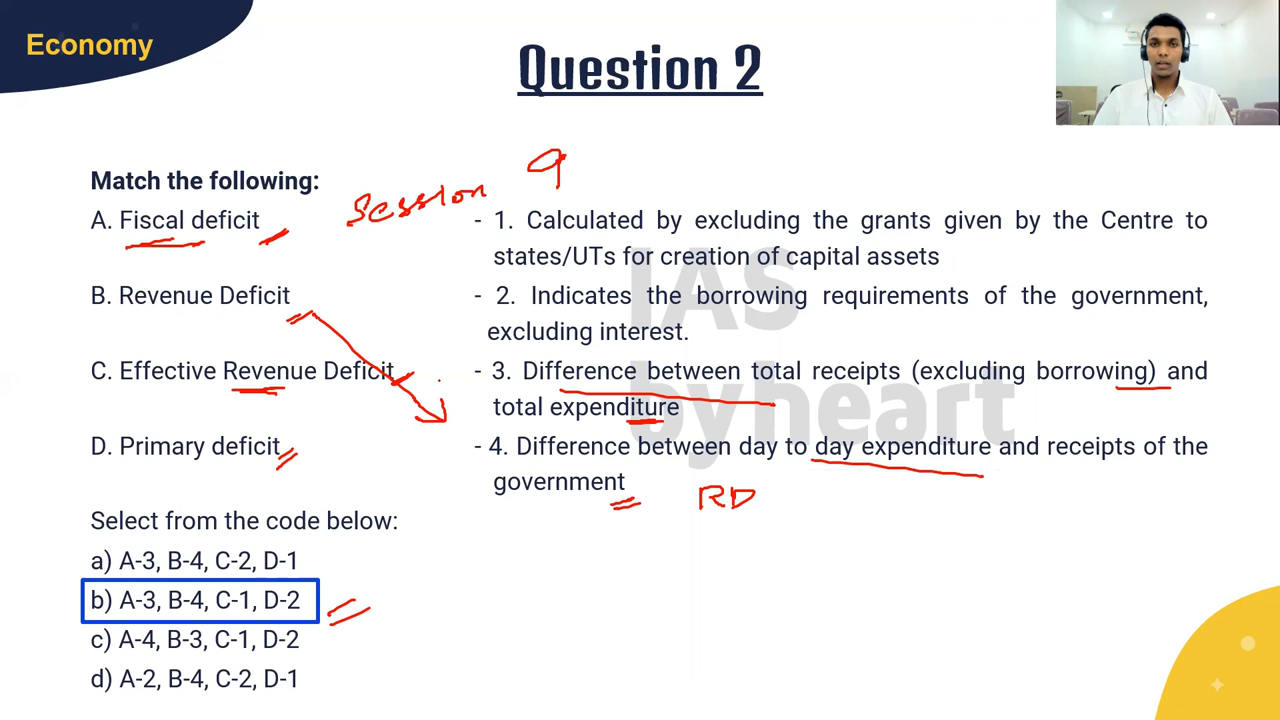 Economy
Question 2
Match the following:
Session 9
A. Fiscal deficit
- 1. Calculated by excluding the grants given by the Centre to
states/UTs for creation of capital assets
B. Revenue Deficit
- 2. Indicates the borrowing requirements of the government,
excluding interest.
C. Effective Revenue Deficit
- 3. Difference between total receipts (excluding borrowing) and
total expenditure
D. Primary deficit
- 4. Difference between day to day expenditure and receipts of the
government
RD
IAS
byheart
Select from the code below:
a) A-3, B-4, C-2, D-1
b) A-3, B-4, C-1, D-2
c) A-4, B-3, C-1, D-2
d) A-2, B-4, C-2, D-1